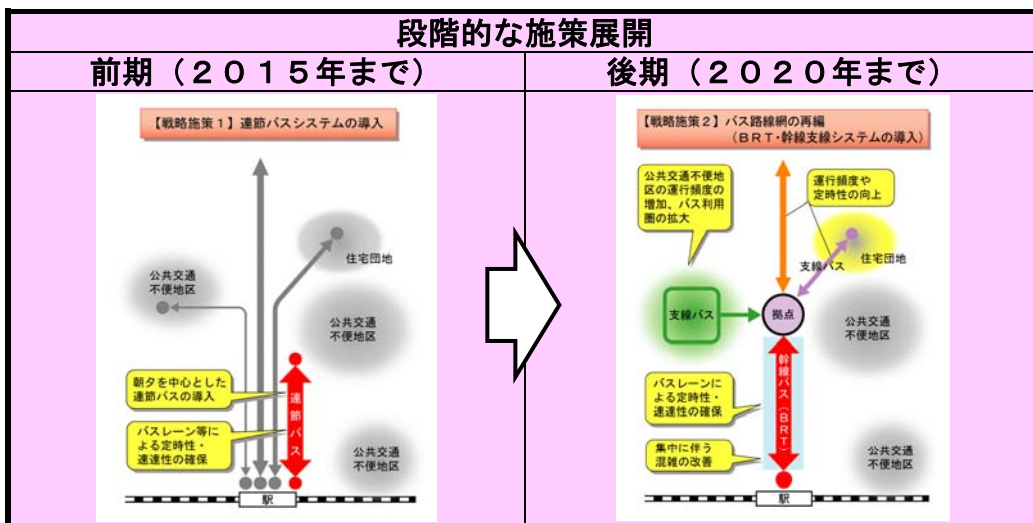 段階的な施策展開
前期（２０１５年まで）
後期（２０２０年まで）
【戦略施策１】連節バスシステムの導入
住宅団地
公共交通
不便地区
公共交通
不便地区
朝夕を中心とした
連節バスの導入
連節バス
バスレーン等に
よる定時性・
速達性の確保
公共交通
不便地区
駅
【戦略施策２】バス路線網の再編
（ＢＲＴ・幹線支線システムの導入）
公共交通不便地
区の運行頻度の
増加、バス利用
圏の拡大
運行頻度や
定時性の向上
住宅団地
支線バス
支線バス
拠点
公共交通
不便地区
幹線バス（ＢＲＴ）
バスレーンに
よる定時性・
速達性の確保
集中に伴う
混雑の改善
公共交通
不便地区
駅